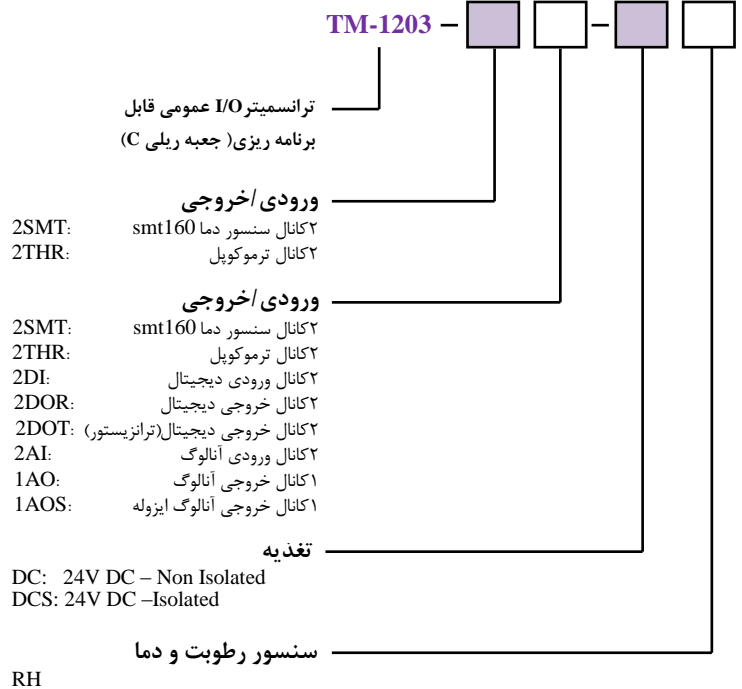 TM-1203 – –
ترانسمیتر I/O عمومی قابل
برنامه ریزی( جعبه ریلی C)
ورودی/خروجی
2SMT: ۲کانال سنسور دما smt160
2THR: ۲کانال ترموکوپل
ورودی/خروجی
2SMT: ۲کانال سنسور دما smt160
2THR: ۲کانال ترموکوپل
2DI: ۲کانال ورودی دیجیتال
2DOR: ۲کانال خروجی دیجیتال
2DOT: ۲کانال خروجی دیجیتال(ترانزیستور)
2AI: ۲کانال ورودی آنالوگ
1AO: ۱کانال خروجی آنالوگ
1AOS: ۱کانال خروجی آنالوگ ایزوله
تغذیه
DC: 24V DC – Non Isolated
DCS: 24V DC –Isolated
سنسور رطوبت و دما
RH